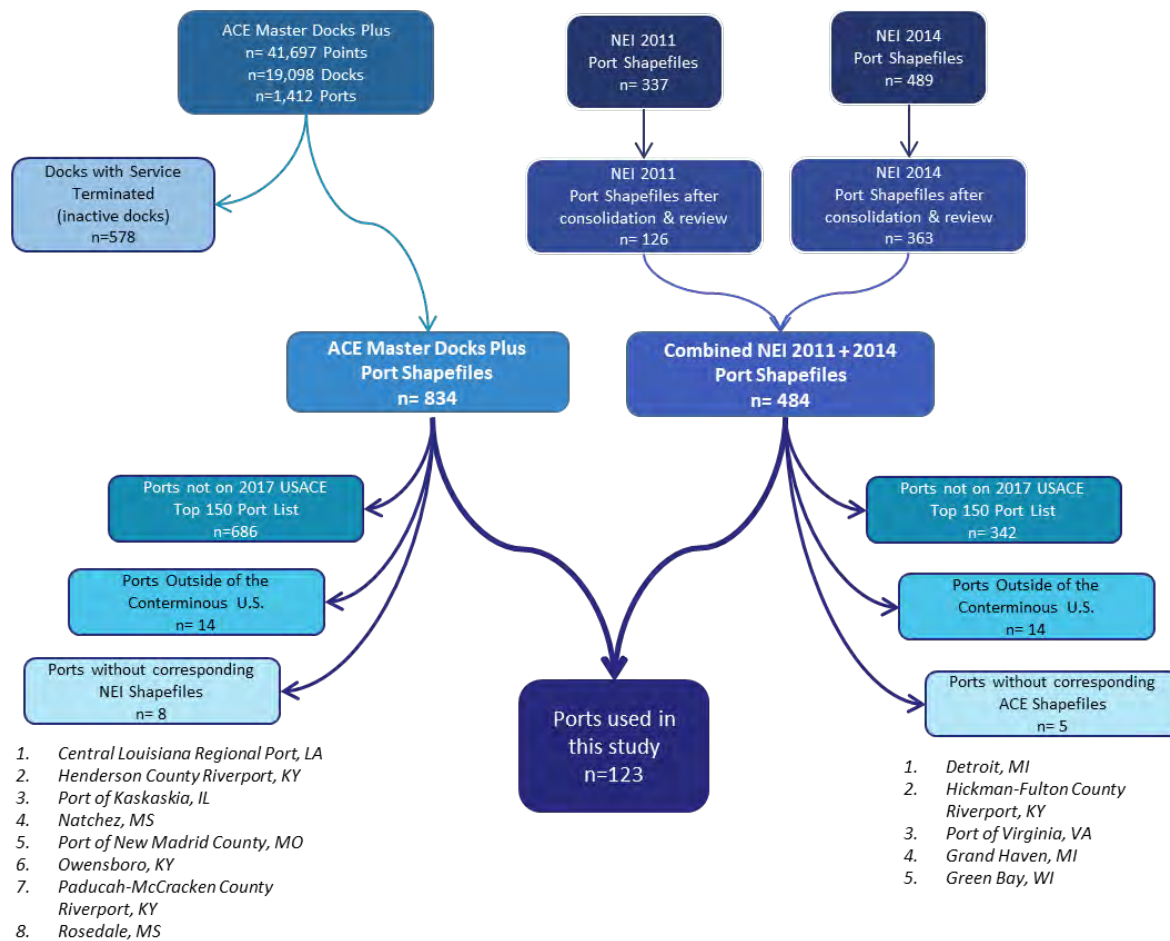 ACE Master Docks Plus
n= 41,697 Points
n=19,098 Docks
n=1,412 Ports
NEI 2011
Port Shapefiles
n= 337
NEI 2014
Port Shapefiles
n= 489
Docks with Service
Terminated
(inactive docks)
n=578
NEI 2011
Port Shapefiles after
consolidation & review
n= 126
NEI 2014
Port Shapefiles after
consolidation & review
n= 363
ACE Master Docks Plus
Port Shapefiles
n= 834
Combined NEI 2011+2014
Port Shapefiles
n= 484
Ports not on 2017 USACE
Top 150 Port List
n=686
Ports not on 2017 USACE
Top 150 Port List
n= 342
Ports Outside of the
Conterminous U.S.
n= 14
Ports Outside of the
Conterminous U.S.
n= 14
Ports without corresponding
NEI Shapefiles
n= 8
Ports without corresponding
ACE Shapefiles
n= 5
Ports used in
this study
n=123
1. Central Louisiana Regional Port, LA
2. Henderson County Riverport, KY
3. Port of Kaskaskia, IL
4. Natchez, MS
5. Port of New Madrid County, MO
6. Owensboro, KY
7. Paducah-McCracken County
Riverport, KY
8. Rosedale, MS
1. Detroit, MI
2. Hickman-Fulton County
Riverport, KY
3. Port of Virginia, VA
4. Grand Haven, MI
5. Green Bay, WI